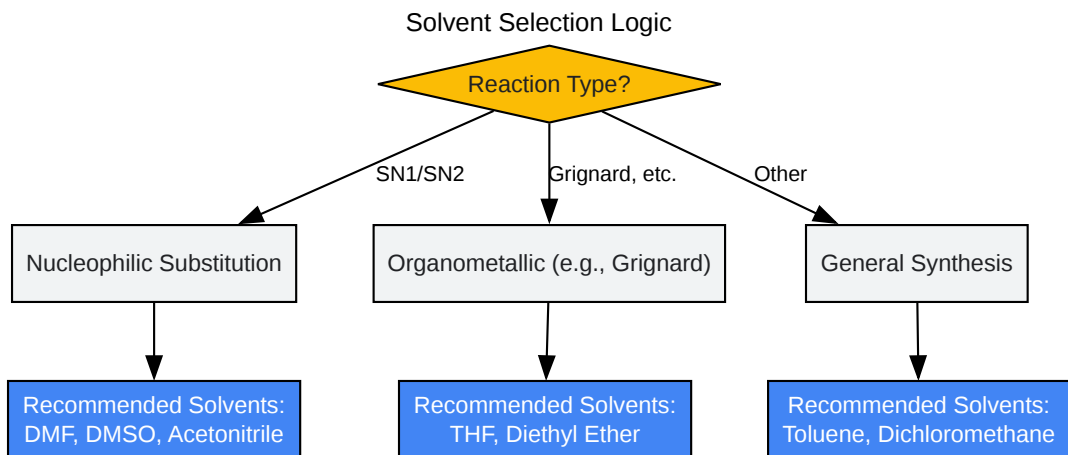 Solvent Selection Logic
Reaction Type?
SN1/SN2
Grignard, etc.
Other
Nucleophilic Substitution
Organometallic (e.g., Grignard)
General Synthesis
Recommended Solvents:
DMF, DMSO, Acetonitrile
Recommended Solvents:
THF, Diethyl Ether
Recommended Solvents:
Toluene, Dichloromethane